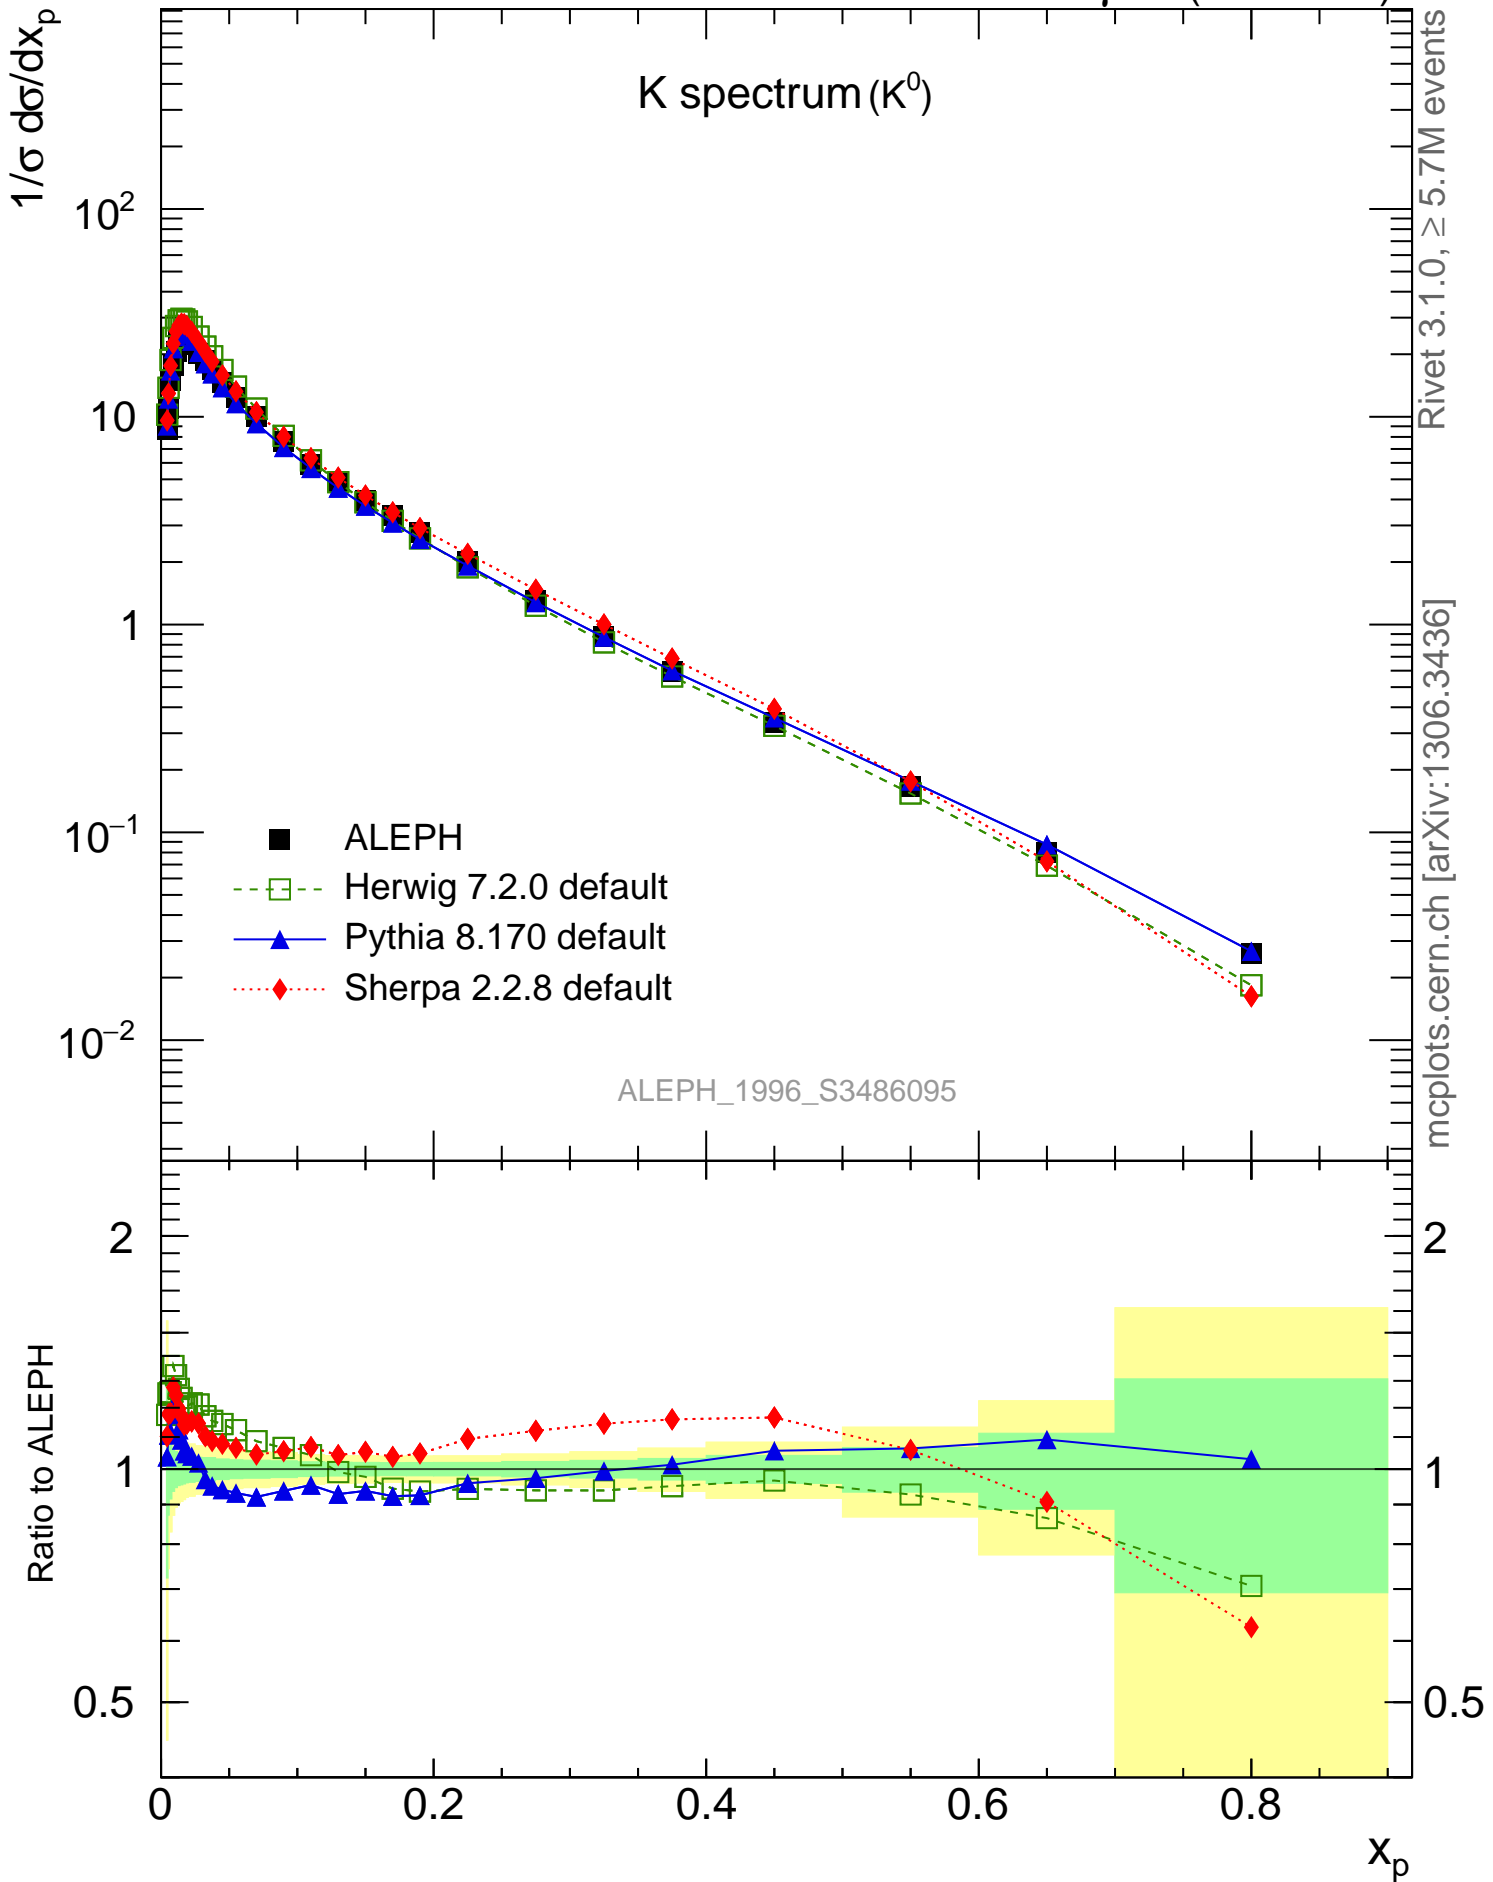 1/σ dσ/dxₚ
K spectrum (K⁰)
10²
10
1
10⁻¹
10⁻²
ALEPH
Herwig 7.2.0 default
Pythia 8.170 default
Sherpa 2.2.8 default
ALEPH_1996_S3486095
Rivet 3.1.0, ≥ 5.7M events
mcplots.cern.ch [arXiv:1306.3436]
Ratio to ALEPH
2
1
0.5
2
1
0.5
0 0.2 0.4 0.6 0.8
xₚ